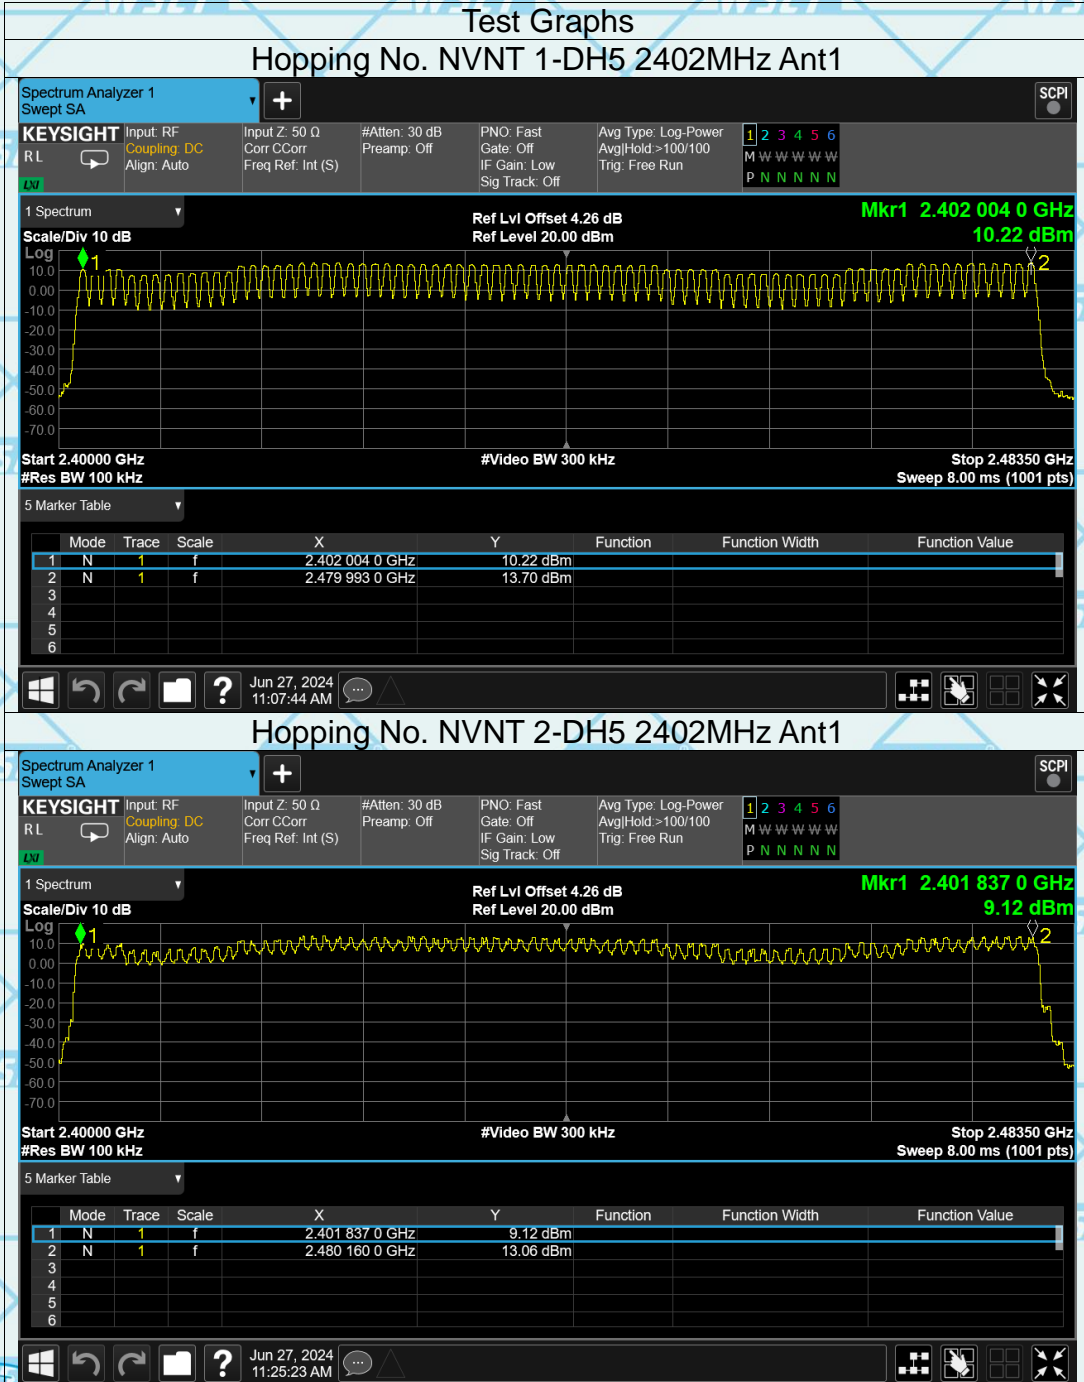 Test Graphs
Hopping No. NVNT 1-DH5 2402MHz Ant1
Spectrum Analyzer 1
Swept SA
SCPI
KEYSIGHT Input: RF Input Z: 50 Ω #Atten: 30 dB PNO: Fast Avg Type: Log-Power 1 2 3 4 5 6
R L Coupling: DC Corr CCorr Preamp: Off Gate: Off Avg|Hold:>100/100 M W W W W W
Align: Auto Freq Ref: Int (S) IF Gain: Low Trig: Free Run P N N N N N
LXI Sig Track: Off
1 Spectrum Ref Lvl Offset 4.26 dB Mkr1 2.402 004 0 GHz
Scale/Div 10 dB Ref Level 20.00 dBm 10.22 dBm
Log
1 2
10.0
0.00
-10.0
-20.0
-30.0
-40.0
-50.0
-60.0
-70.0
Start 2.40000 GHz #Video BW 300 kHz Stop 2.48350 GHz
#Res BW 100 kHz Sweep 8.00 ms (1001 pts)
5 Marker Table
Mode Trace Scale X Y Function Function Width Function Value
1 N 1 f 2.402 004 0 GHz 10.22 dBm
2 N 1 f 2.479 993 0 GHz 13.70 dBm
3
4
5
6
? Jun 27, 2024
11:07:44 AM
Hopping No. NVNT 2-DH5 2402MHz Ant1
Spectrum Analyzer 1
Swept SA
SCPI
KEYSIGHT Input: RF Input Z: 50 Ω #Atten: 30 dB PNO: Fast Avg Type: Log-Power 1 2 3 4 5 6
R L Coupling: DC Corr CCorr Preamp: Off Gate: Off Avg|Hold:>100/100 M W W W W W
Align: Auto Freq Ref: Int (S) IF Gain: Low Trig: Free Run P N N N N N
LXI Sig Track: Off
1 Spectrum Ref Lvl Offset 4.26 dB Mkr1 2.401 837 0 GHz
Scale/Div 10 dB Ref Level 20.00 dBm 9.12 dBm
Log
1 2
10.0
0.00
-10.0
-20.0
-30.0
-40.0
-50.0
-60.0
-70.0
Start 2.40000 GHz #Video BW 300 kHz Stop 2.48350 GHz
#Res BW 100 kHz Sweep 8.00 ms (1001 pts)
5 Marker Table
Mode Trace Scale X Y Function Function Width Function Value
1 N 1 f 2.401 837 0 GHz 9.12 dBm
2 N 1 f 2.480 160 0 GHz 13.06 dBm
3
4
5
6
? Jun 27, 2024
11:25:23 AM